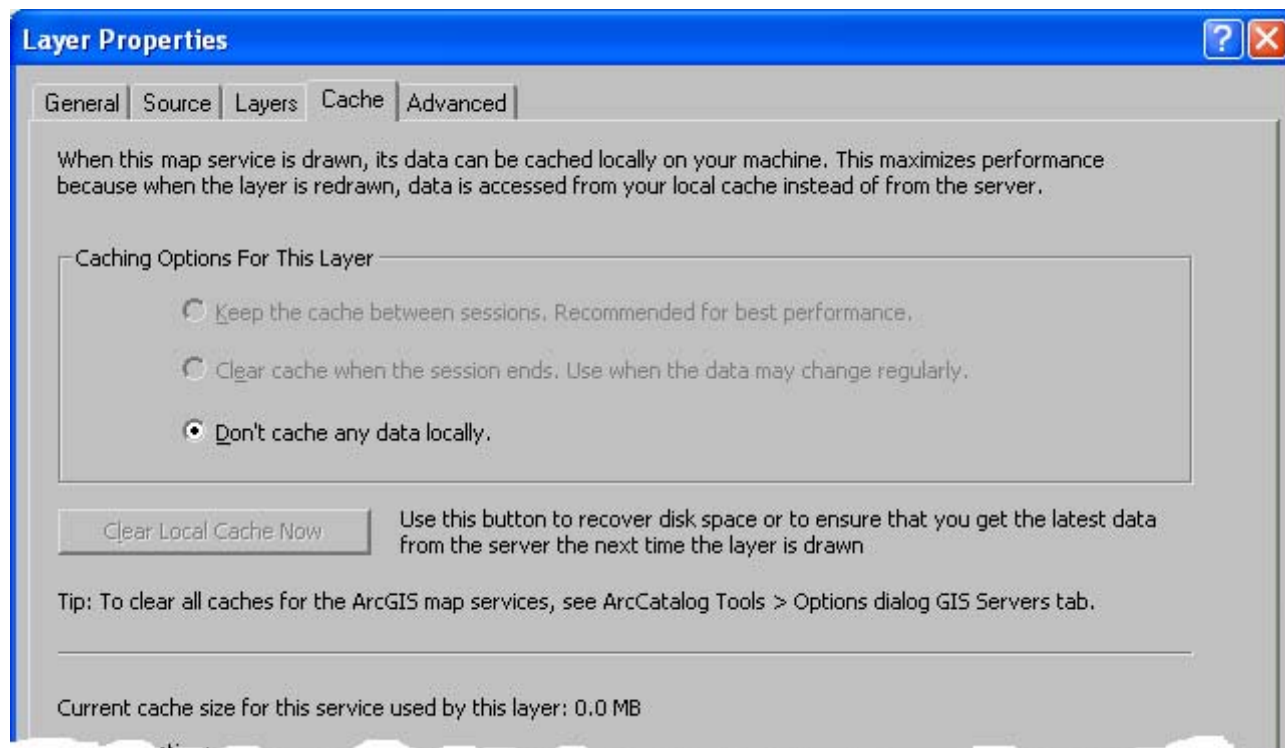 Layer Properties
General Source Layers Cache Advanced
When this map service is drawn, its data can be cached locally on your machine. This maximizes performance
because when the layer is redrawn, data is accessed from your local cache instead of from the server.
Caching Options For This Layer
Keep the cache between sessions. Recommended for best performance.
Clear cache when the session ends. Use when the data may change regularly.
Don't cache any data locally.
Clear Local Cache Now
Use this button to recover disk space or to ensure that you get the latest data
from the server the next time the layer is drawn
Tip: To clear all caches for the ArcGIS map services, see ArcCatalog Tools > Options dialog GIS Servers tab.
Current cache size for this service used by this layer: 0.0 MB